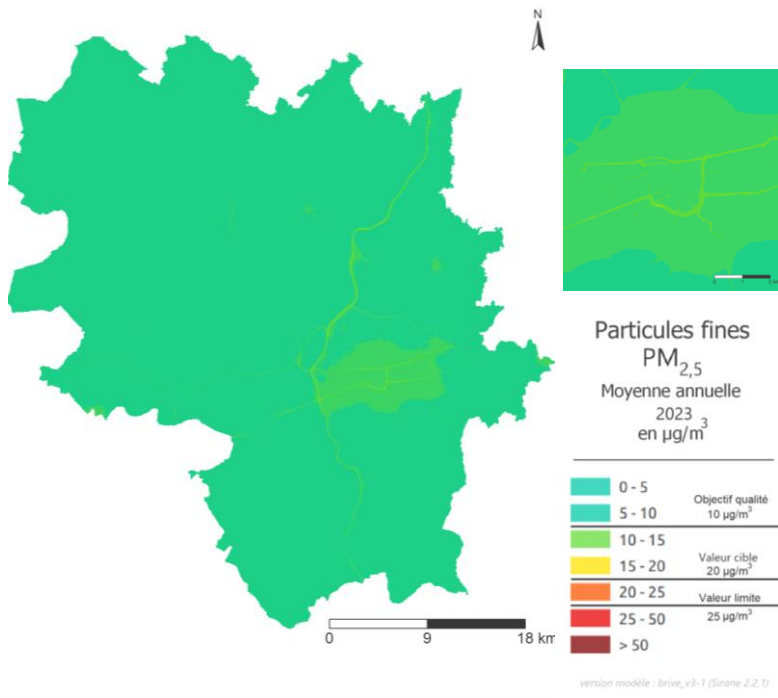 N
Particules fines
PM2,5
Moyenne annuelle
2023
en µg/m3
0 - 5
Objectif qualité
5 - 10
10 µg/m3
10 - 15
Valeur cible
15 - 20
20 µg/m3
20 - 25
Valeur limite
25 - 50
25 µg/m3
> 50
0 9 18 km
version modèle : brive_v3-1 (Sirane 2.2.1)